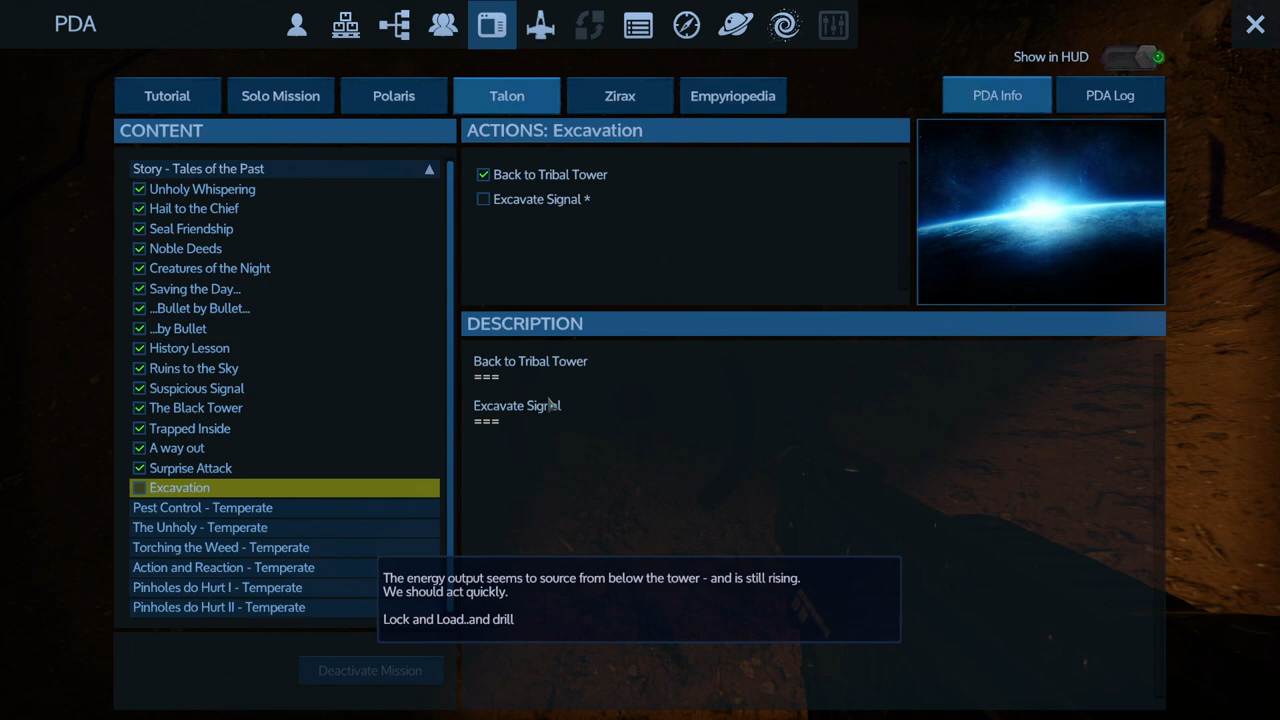 PDA
Show in HUD
Tutorial
Solo Mission
Polaris
Talon
Zirax
Empyriopedia
PDA Info
PDA Log
CONTENT
Story - Tales of the Past
Unholy Whispering
Hail to the Chief
Seal Friendship
Noble Deeds
Creatures of the Night
Saving the Day...
...Bullet by Bullet...
...by Bullet
History Lesson
Ruins to the Sky
Suspicious Signal
The Black Tower
Trapped Inside
A way out
Surprise Attack
Excavation
Pest Control - Temperate
The Unholy - Temperate
Torching the Weed - Temperate
Action and Reaction - Temperate
Pinholes do Hurt I - Temperate
Pinholes do Hurt II - Temperate
Deactivate Mission
ACTIONS: Excavation
Back to Tribal Tower
Excavate Signal *
DESCRIPTION
Back to Tribal Tower
===
Excavate Signal
===
The energy output seems to source from below the tower - and is still rising.
We should act quickly.
Lock and Load..and drill